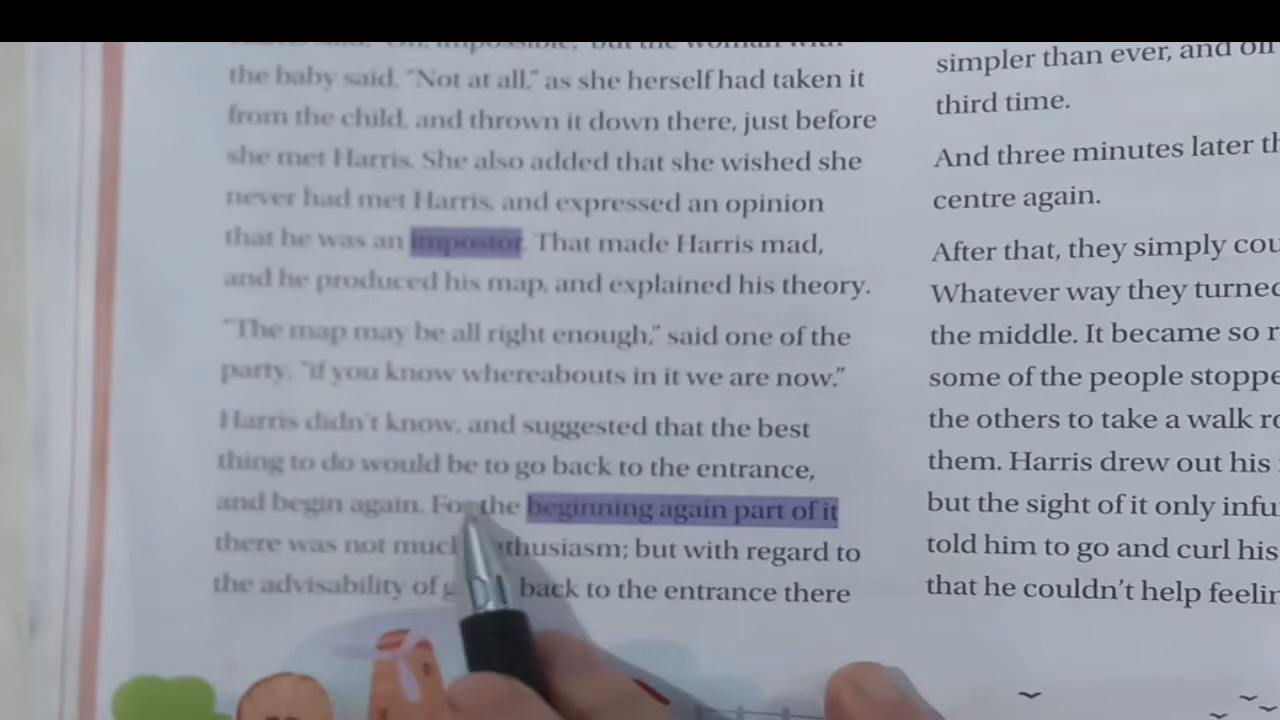 the baby said, "Not at all," as she herself had taken it
from the child, and thrown it down there, just before
she met Harris. She also added that she wished she
never had met Harris, and expressed an opinion
that he was an impostor. That made Harris mad,
and he produced his map, and explained his theory.
"The map may be all right enough," said one of the
party, "if you know whereabouts in it we are now."
Harris didn't know, and suggested that the best
thing to do would be to go back to the entrance,
and begin again. For the beginning again part of it
there was not much enthusiasm; but with regard to
the advisability of back to the entrance there
simpler than ever, and off
third time.
And three minutes later
centre again.
After that, they simply
Whatever way they turned
the middle. It became so
some of the people
the others to take a walk
them. Harris drew out his
but the sight of it only
told him to go and curl his
that he couldn't help